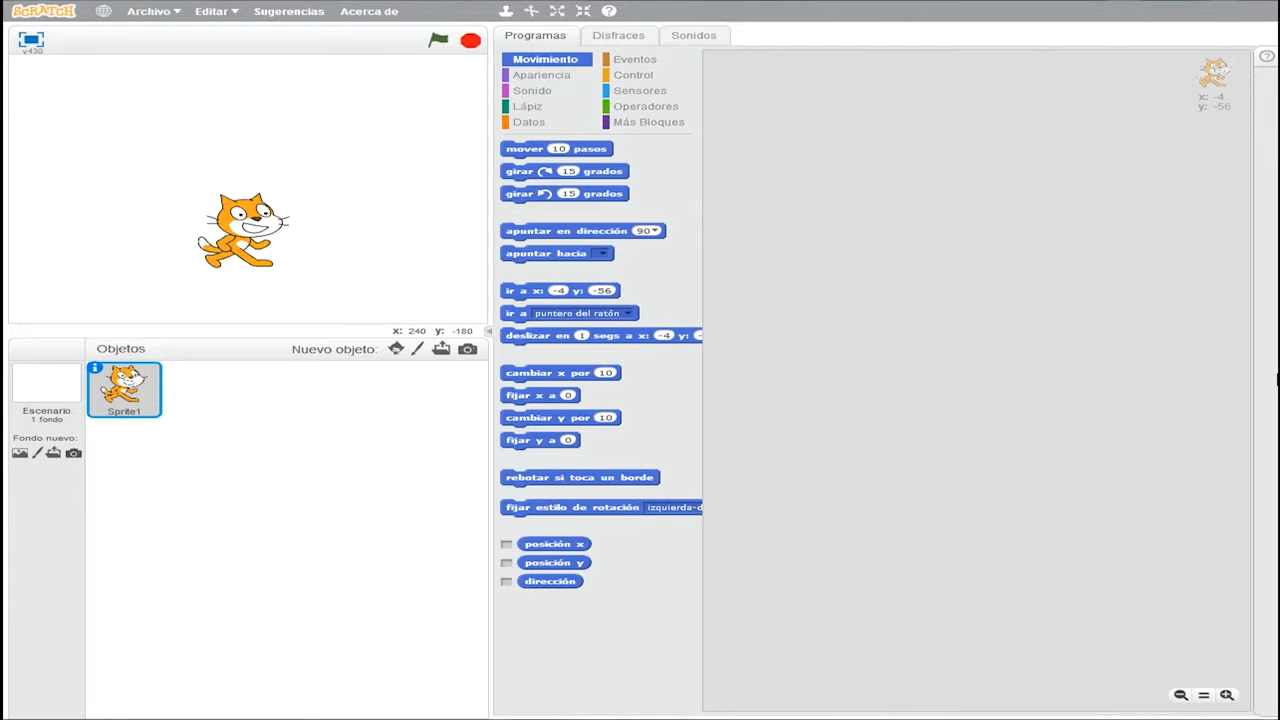 SCRATCH Archivo Editar Sugerencias Acerca de
v430
Programas Disfraces Sonidos
Movimiento Eventos
Apariencia Control
Sonido Sensores
Lápiz Operadores
Datos Más Bloques
mover 10 pasos
girar 15 grados
girar 15 grados
apuntar en dirección 90
apuntar hacia
ir a x: -4 y: -56
ir a puntero del ratón
deslizar en 1 segs a x: -4 y:
cambiar x por 10
fijar x a 0
cambiar y por 10
fijar y a 0
rebotar si toca un borde
fijar estilo de rotación izquierda-d
posición x
posición y
dirección
x: -4
y: -56
x: 240 y: -180
Objetos Nuevo objeto:
Sprite1
Escenario
1 fondo
Fondo nuevo: